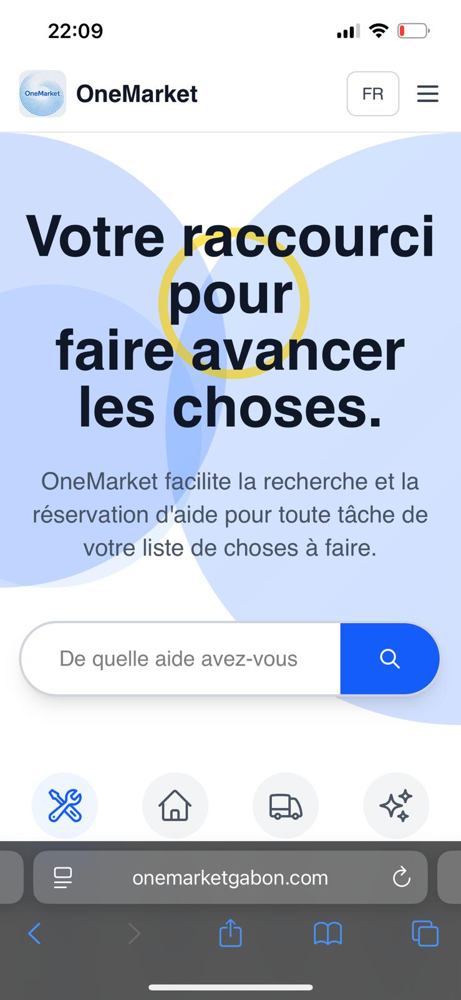 22:09
OneMarket
OneMarket
FR
Votre raccourci
pour
faire avancer
les choses.
OneMarket facilite la recherche et la
réservation d'aide pour toute tâche de
votre liste de choses à faire.
De quelle aide avez-vous
onemarketgabon.com